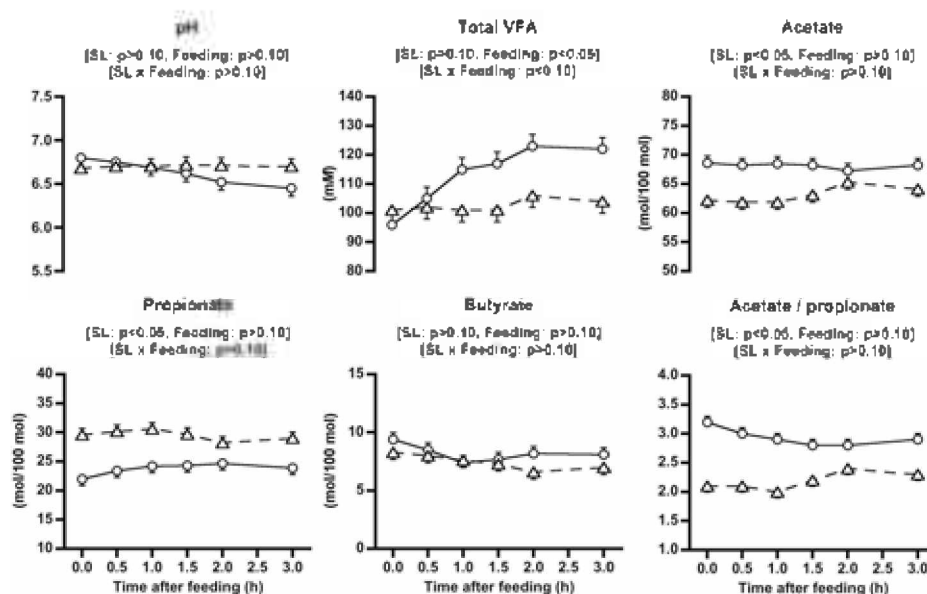 pH
[SL: p>0.10, Feeding: p>0.10]
[SL x Feeding: p>0.10]
7.5
7.0
6.5
6.0
5.5
Total VFA
[SL: p>0.10, Feeding: p<0.05]
[SL x Feeding: p<0.10]
(mM)
140
130
120
110
100
90
80
Acetate
[SL: p<0.05, Feeding: p>0.10]
[SL x Feeding: p>0.10]
(mol/100 mol)
80
75
70
65
60
55
50
Propionate
[SL: p<0.05, Feeding: p>0.10]
[SL x Feeding:
(mol/100 mol)
40
35
30
25
20
15
10
0.0 0.5 1.0 1.5 2.0 3.0
Time after feeding (h)
Butyrate
[SL: p>0.10, Feeding: p>0.10]
[SL x Feeding: p>0.10]
(mol/100 mol)
15
10
5
0
0.0 0.5 1.0 1.5 2.0 3.0
Time after feeding (h)
Acetate / propionate
[SL: p<0.05, Feeding: p>0.10]
[SL x Feeding: p>0.10]
(mol/100 mol)
4.0
3.5
3.0
2.5
2.0
1.5
1.0
0.0 0.5 1.0 1.5 2.0 3.0
Time after feeding (h)